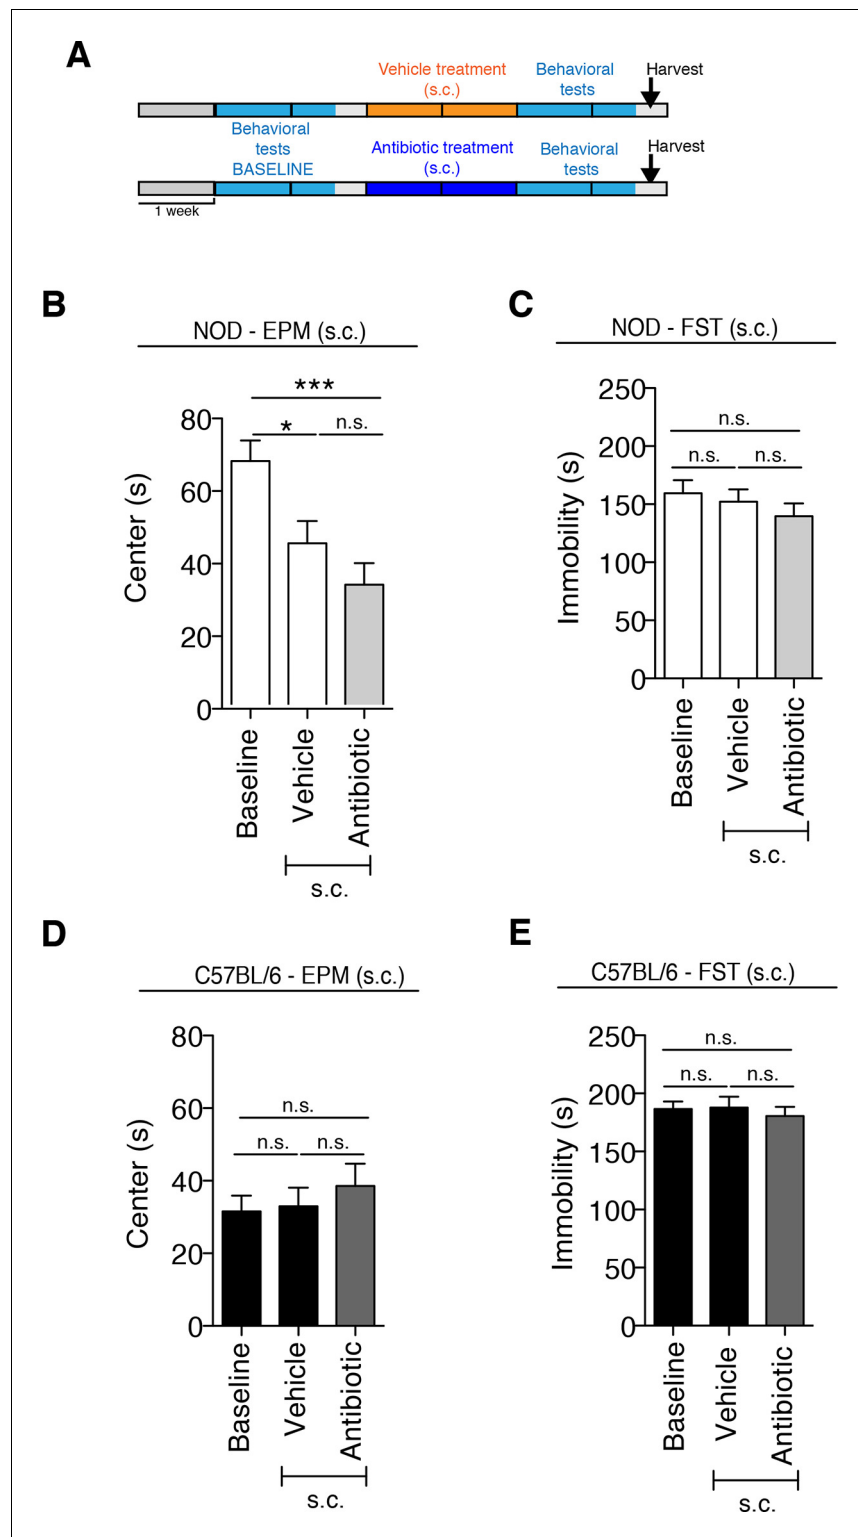 A
Vehicle treatment
(s.c.)
Behavioral
tests
Harvest
Behavioral
tests
BASELINE
Antibiotic treatment
(s.c.)
Behavioral
tests
Harvest
1 week
B
NOD - EPM (s.c.)
***
*
n.s.
80
60
40
20
0
Center (s)
Baseline
Vehicle
Antibiotic
s.c.
C
NOD - FST (s.c.)
n.s.
n.s.
n.s.
250
200
150
100
50
0
Immobility (s)
Baseline
Vehicle
Antibiotic
s.c.
D
C57BL/6 - EPM (s.c.)
n.s.
n.s.
n.s.
80
60
40
20
0
Center (s)
Baseline
Vehicle
Antibiotic
s.c.
E
C57BL/6 - FST (s.c.)
n.s.
n.s.
n.s.
250
200
150
100
50
0
Immobility (s)
Baseline
Vehicle
Antibiotic
s.c.